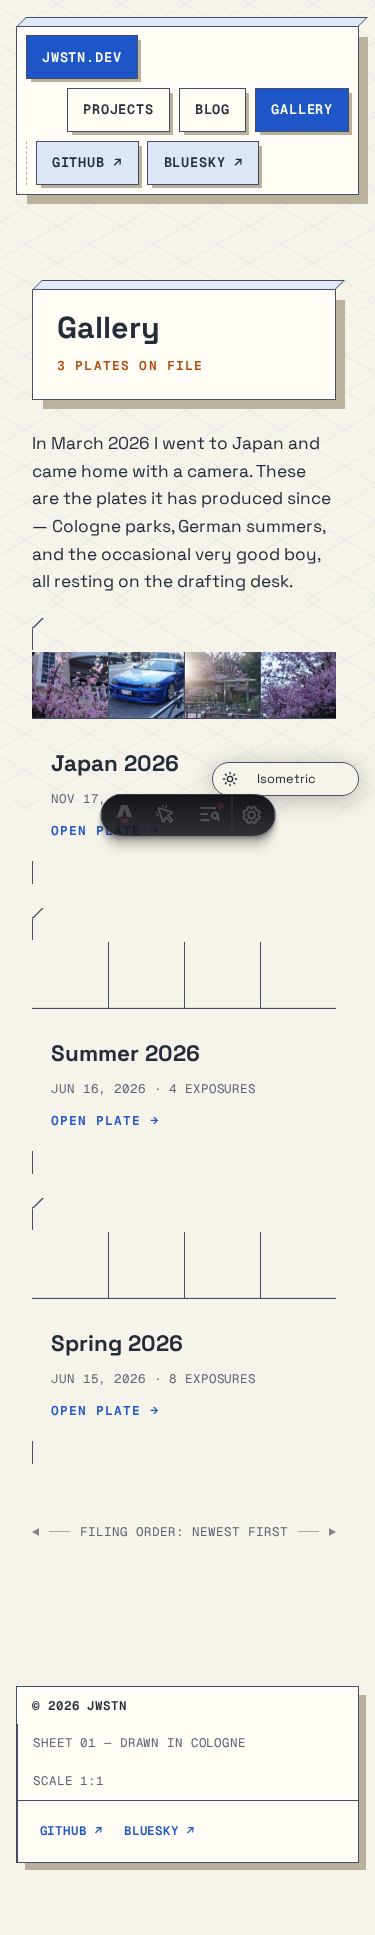 JWSTN.DEV
PROJECTS
BLOG
GALLERY
GITHUB ↗
BLUESKY ↗
Gallery
3 PLATES ON FILE
In March 2026 I went to Japan and
came home with a camera. These
are the plates it has produced since
— Cologne parks, German summers,
and the occasional very good boy,
all resting on the drafting desk.
Japan 2026
Isometric
NOV 17,
OPEN PLATE →
Summer 2026
JUN 16, 2026 · 4 EXPOSURES
OPEN PLATE →
Spring 2026
JUN 15, 2026 · 8 EXPOSURES
OPEN PLATE →
FILING ORDER: NEWEST FIRST
© 2026 JWSTN
SHEET 01 — DRAWN IN COLOGNE
SCALE 1:1
GITHUB ↗
BLUESKY ↗